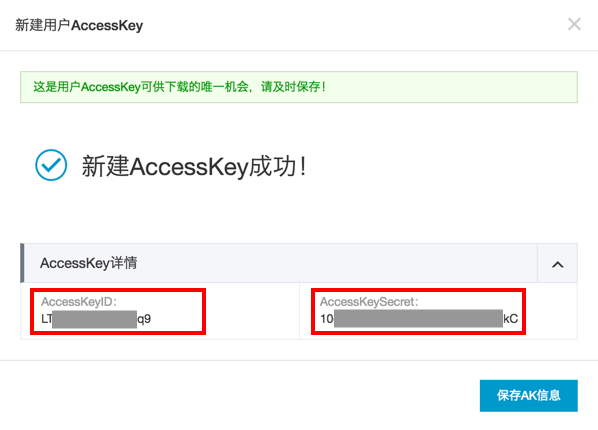 新建用户AccessKey
这是用户AccessKey可供下载的唯一机会，请及时保存！
新建AccessKey成功！
AccessKey详情
AccessKeyID：
LT q9
AccessKeySecret：
10 kC
保存AK信息